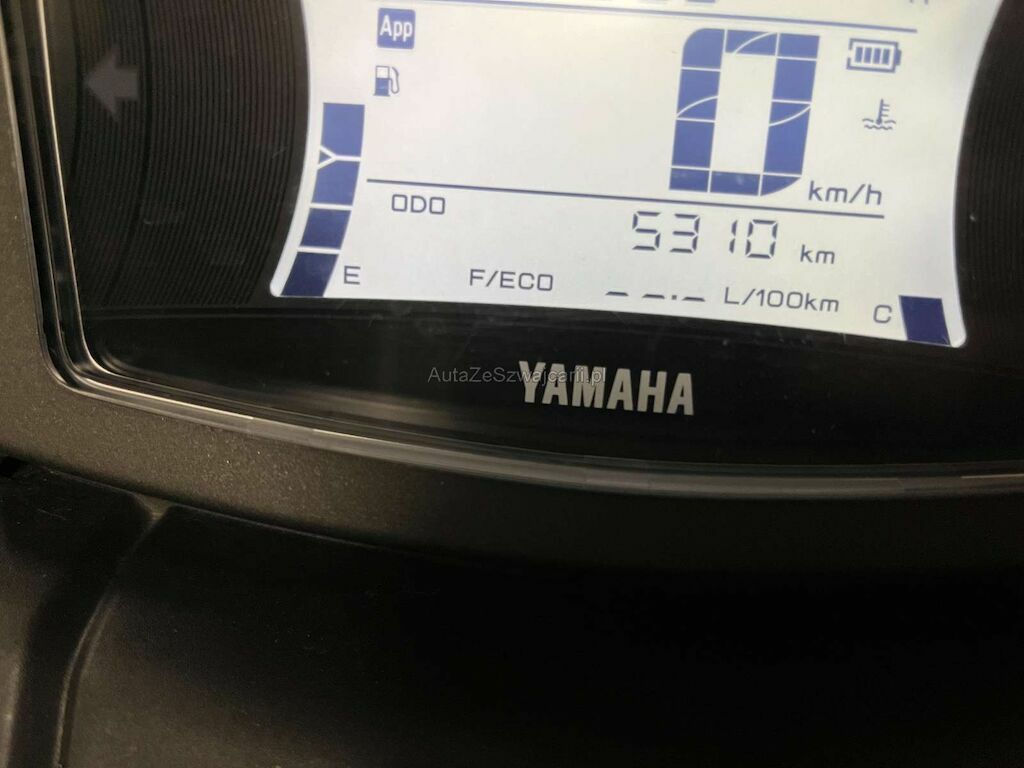 App
0 km/h
ODO 5310 km
E F/ECO _ _._ L/100km C
YAMAHA
AutaZeSzwajcarii.pl